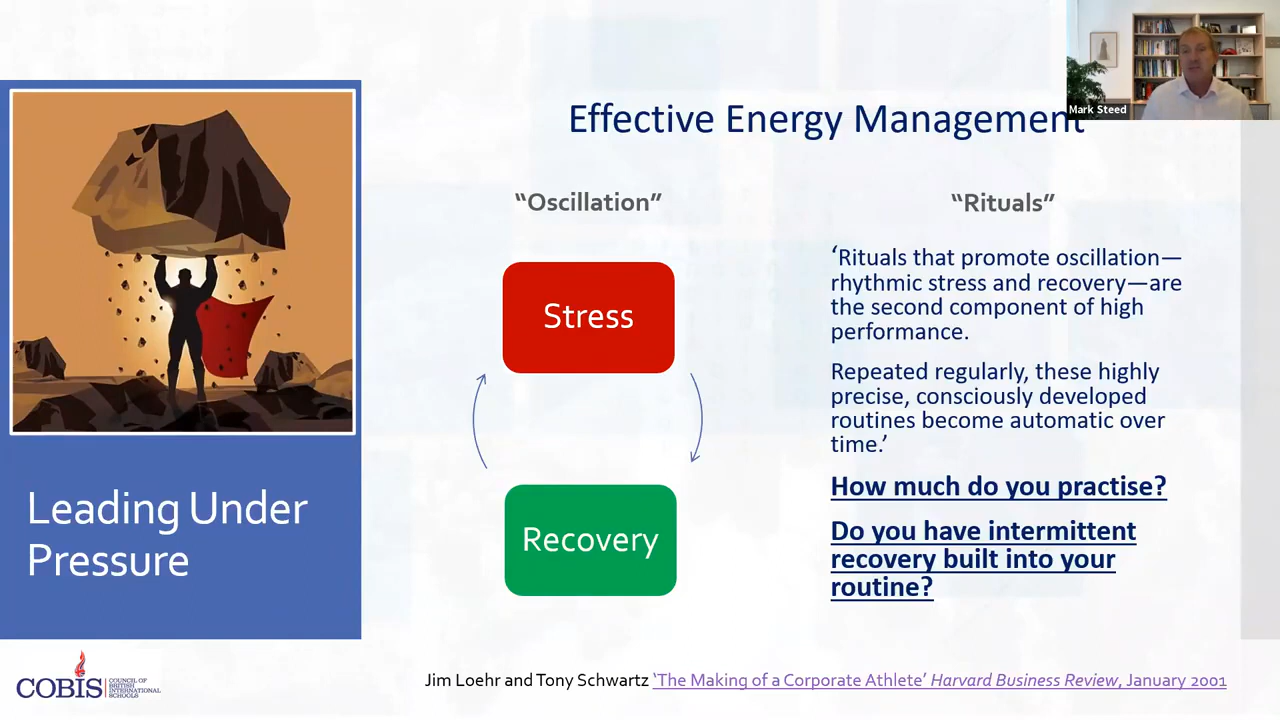 Mark Steed
Effective Energy Management
“Oscillation”
“Rituals”
Stress
Recovery
‘Rituals that promote oscillation—
rhythmic stress and recovery—are
the second component of high
performance.
Repeated regularly, these highly
precise, consciously developed
routines become automatic over
time.’
How much do you practise?
Do you have intermittent
recovery built into your
routine?
Leading Under
Pressure
COBIS
COUNCIL OF
BRITISH
INTERNATIONAL
SCHOOLS
Jim Loehr and Tony Schwartz ‘The Making of a Corporate Athlete’ Harvard Business Review, January 2001